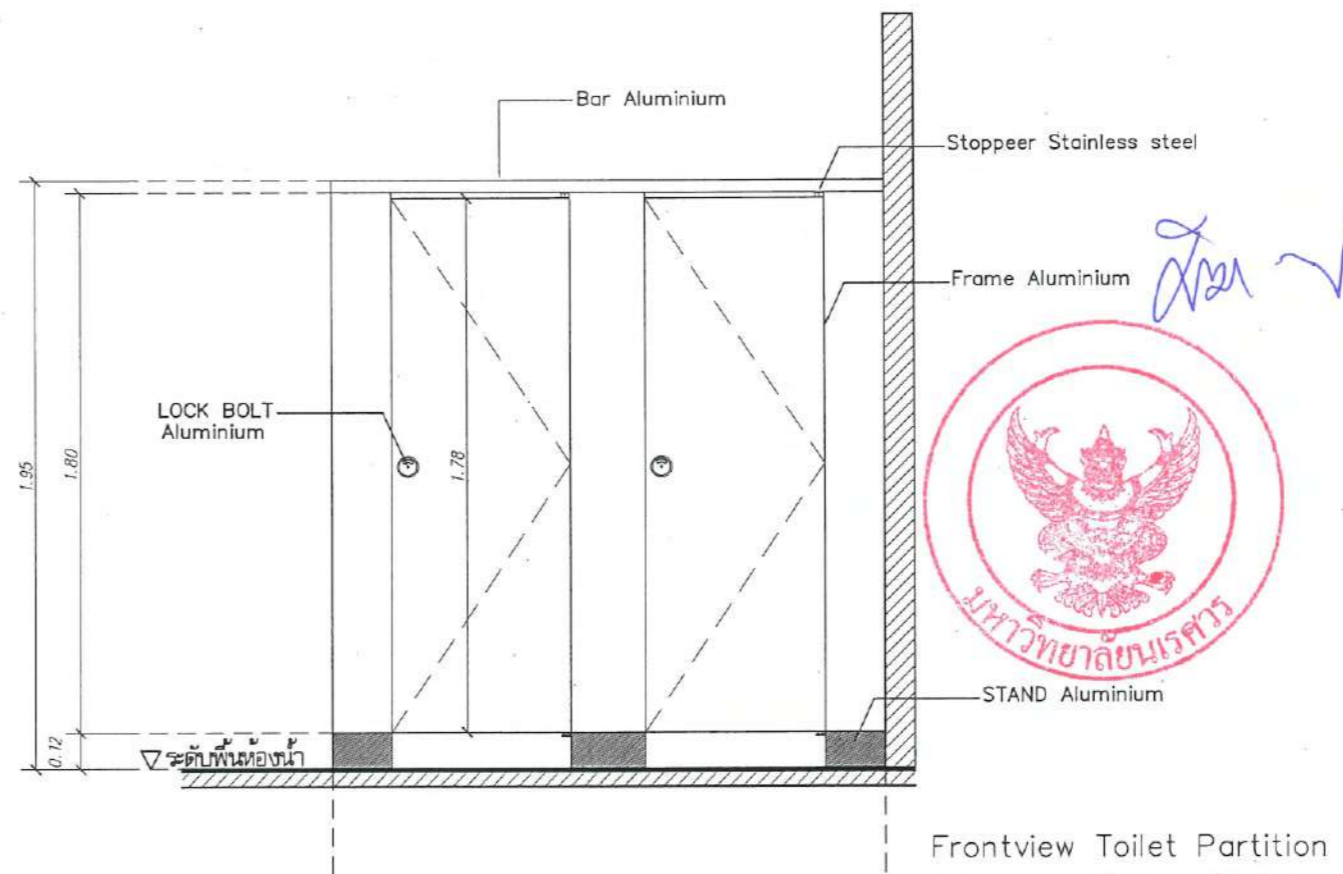 Bar Aluminium
Stoppeer Stainless steel
Frame Aluminium
LOCK BOLT
Aluminium
1.95
1.80
1.78
0.12
มหาวิทยาลัยนเรศวร
STAND Aluminium
ระดับพื้นห้องน้ำ
Frontview Toilet Partition